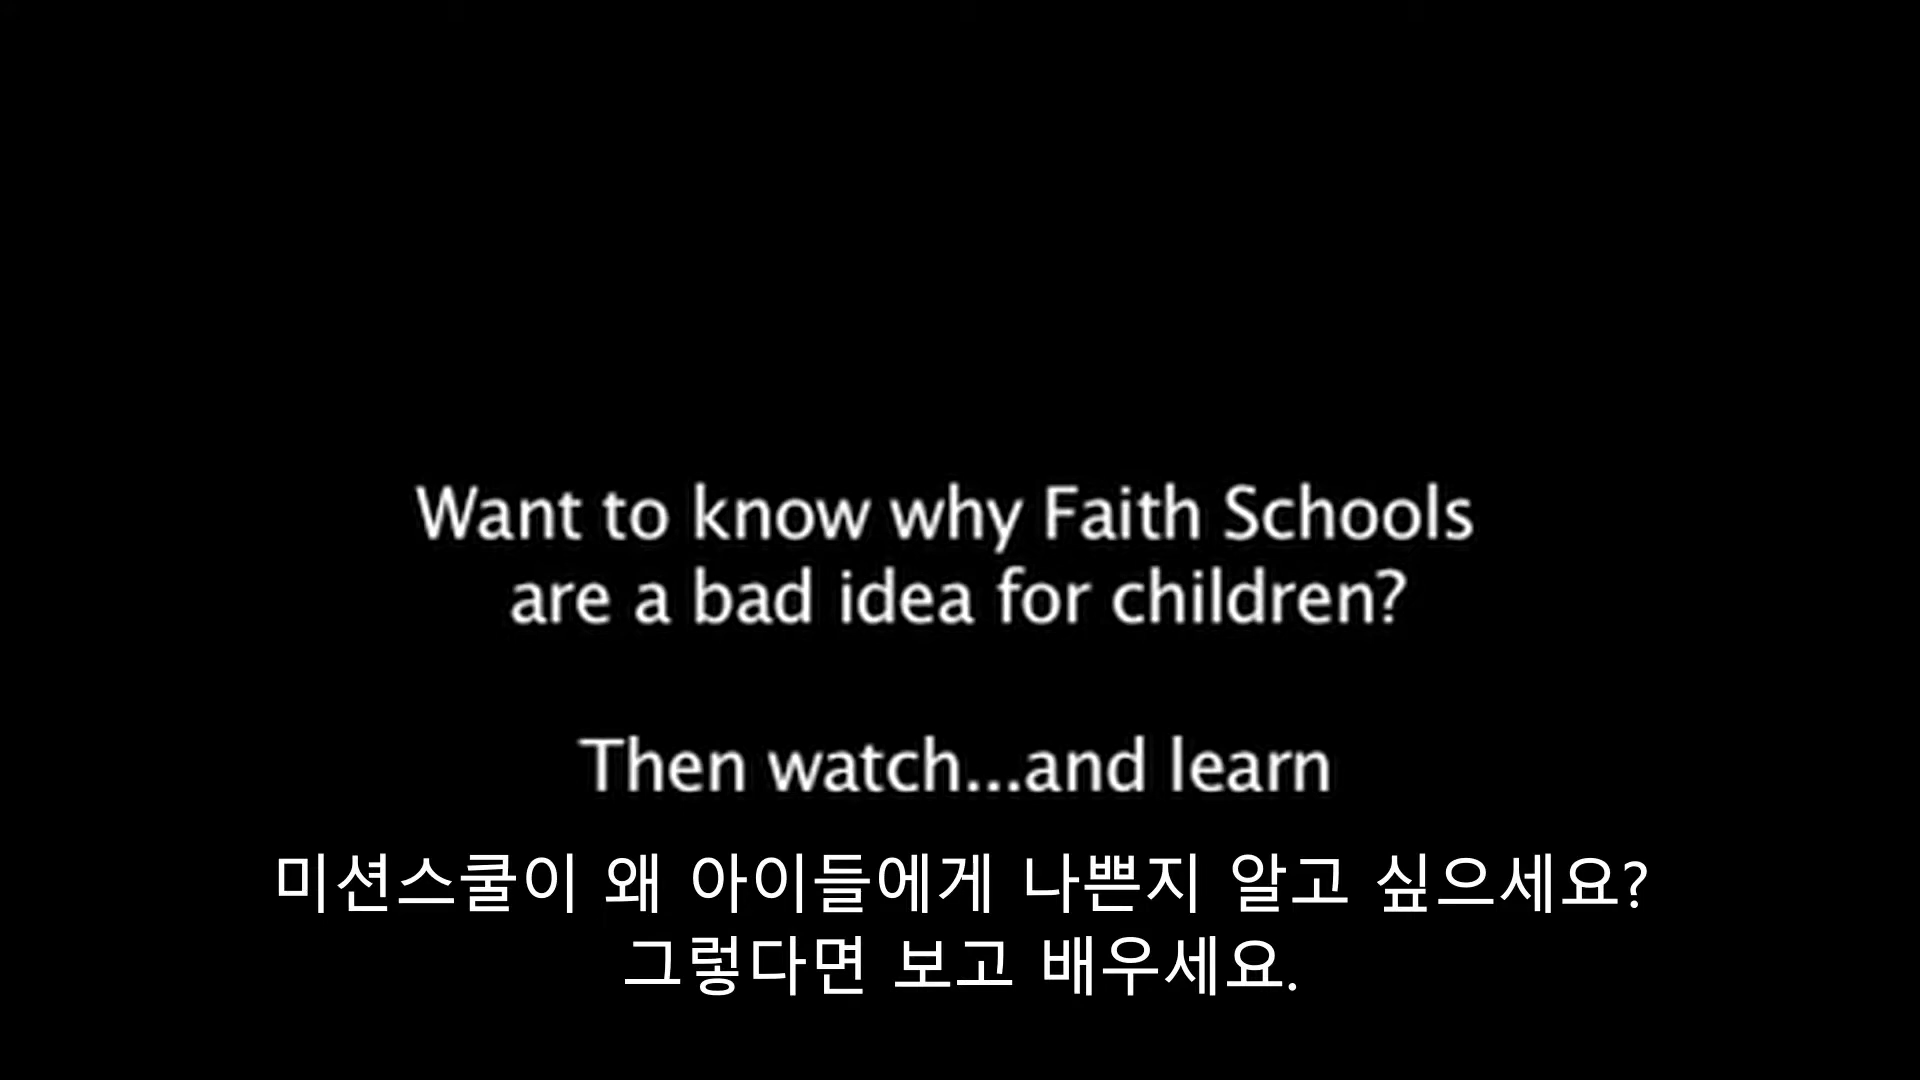 Want to know why Faith Schools
are a bad idea for children?
Then watch...and learn
미션스쿨이 왜 아이들에게 나쁜지 알고 싶으세요?
그렇다면 보고 배우세요.